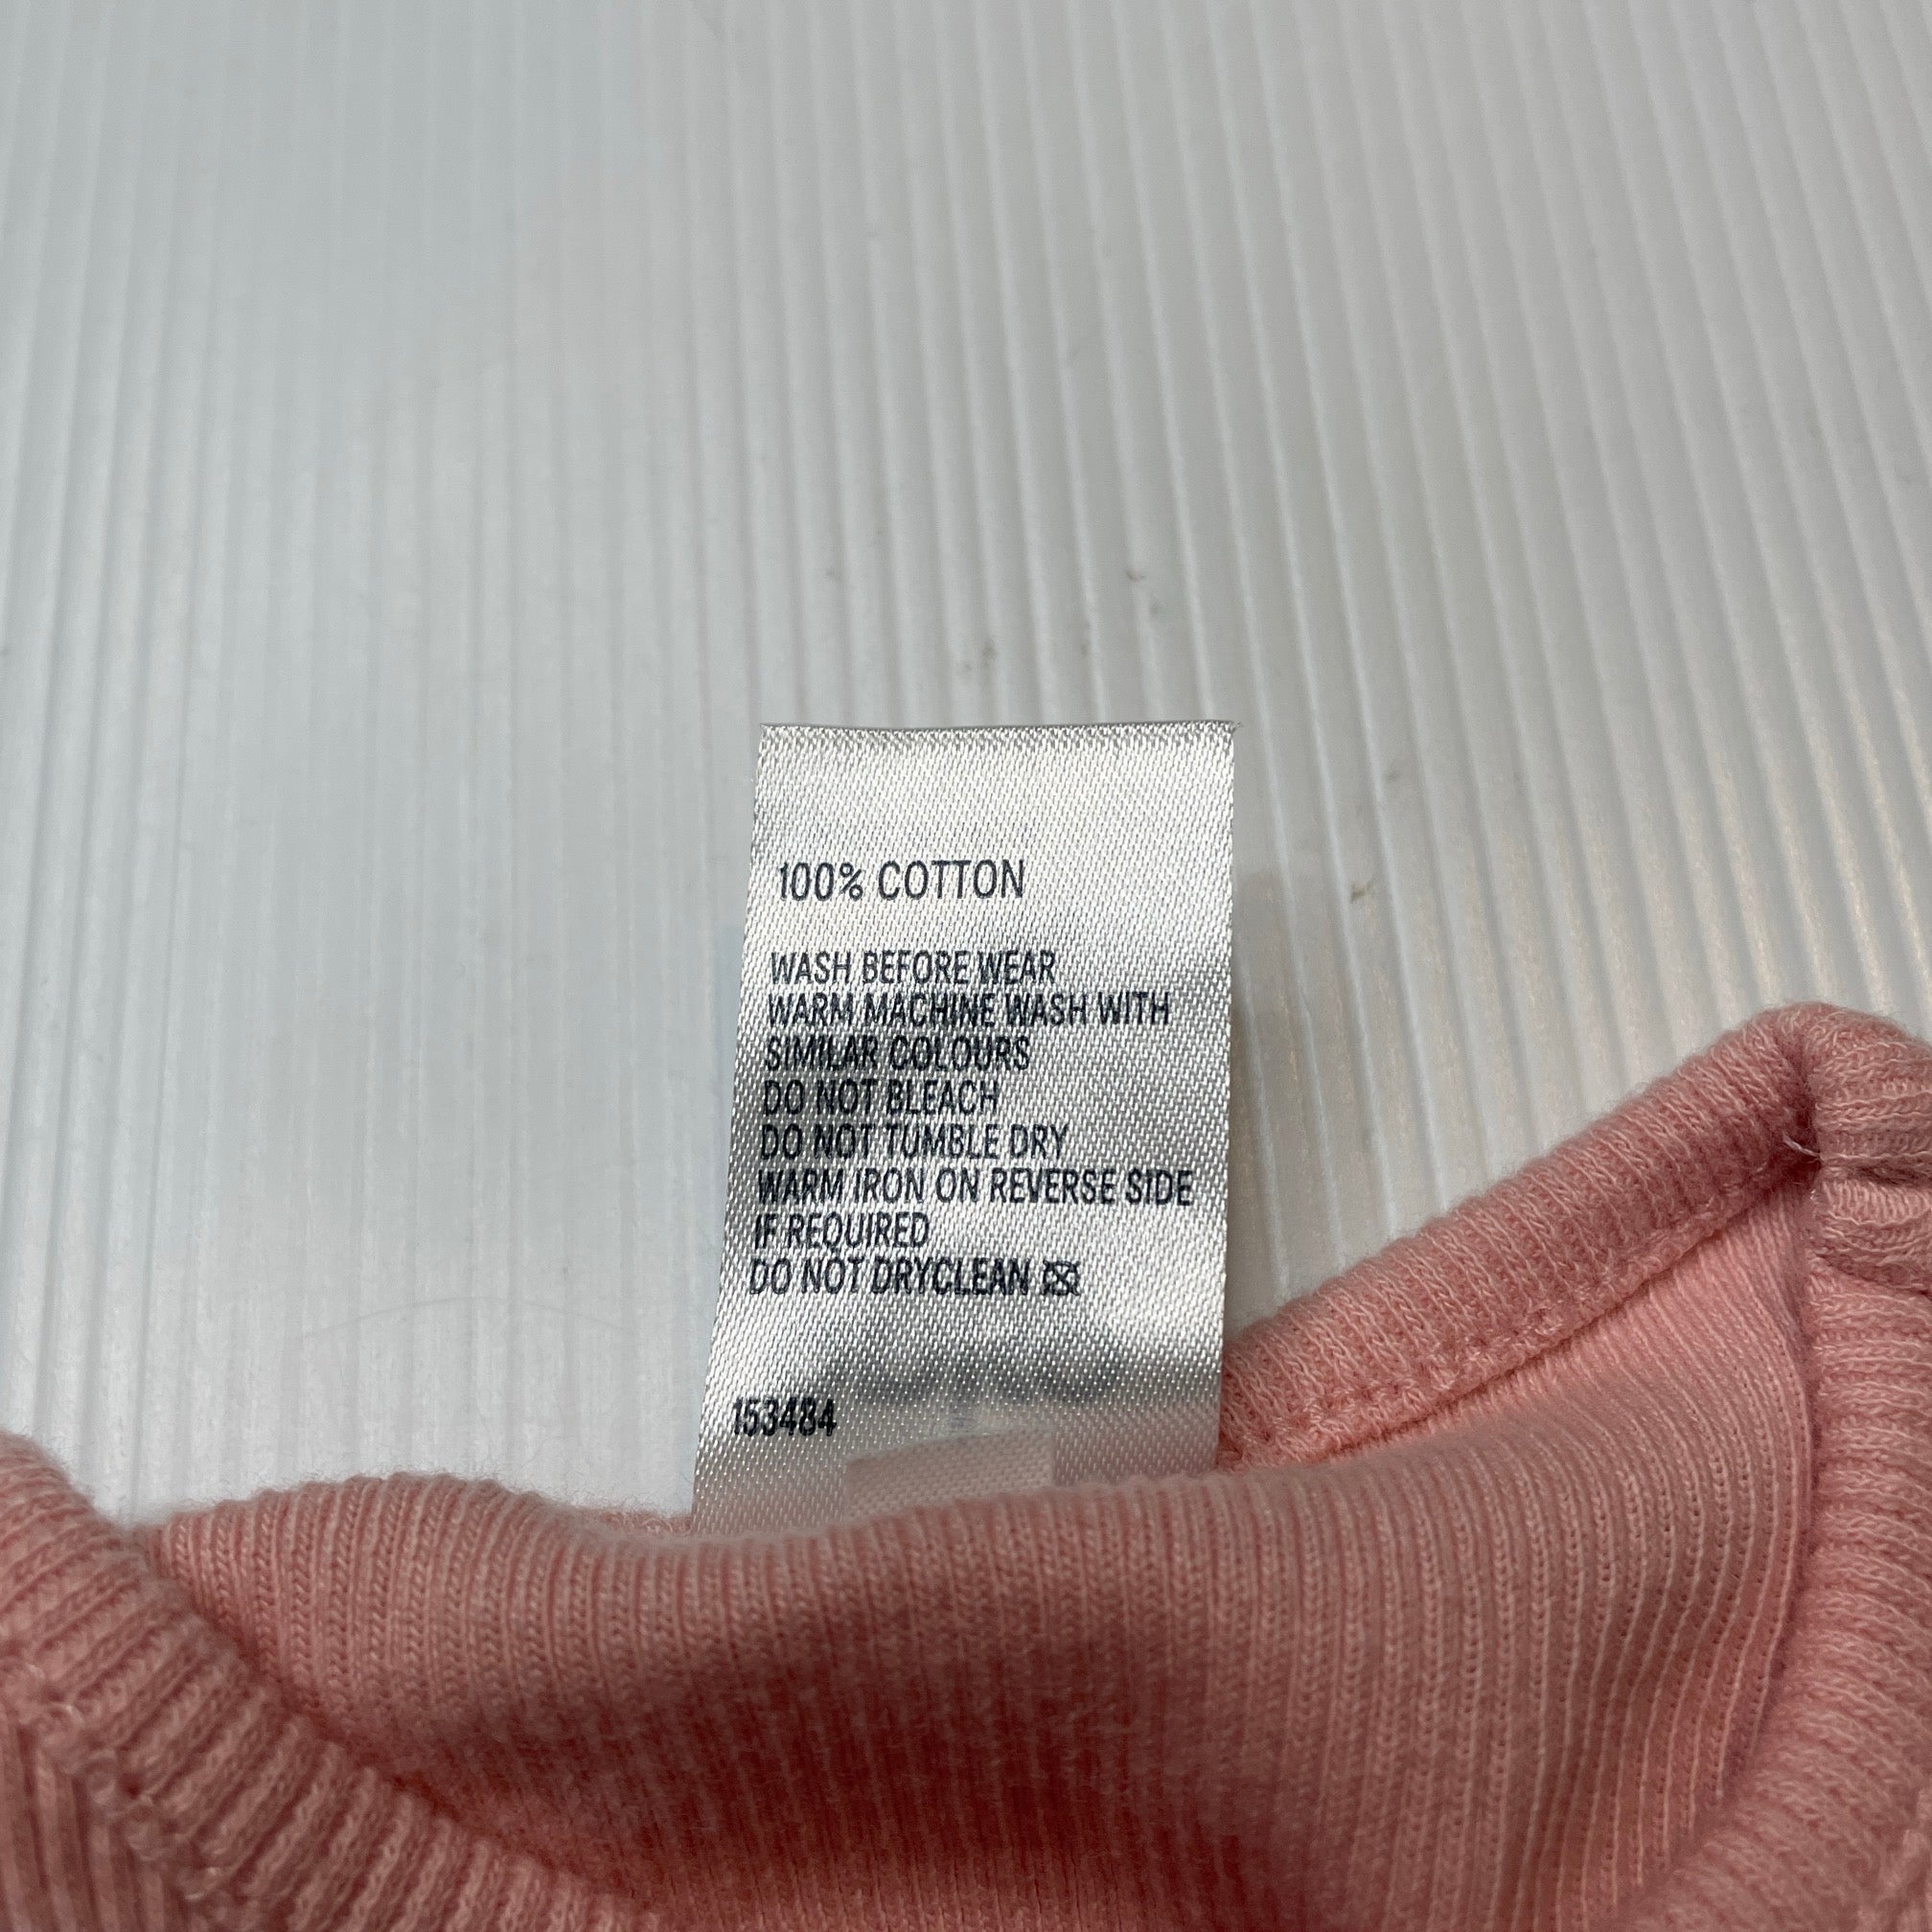 100% COTTON
WASH BEFORE WEAR
WARM MACHINE WASH WITH
SIMILAR COLOURS
DO NOT BLEACH
DO NOT TUMBLE DRY
WARM IRON ON REVERSE SIDE
IF REQUIRED
DO NOT DRYCLEAN
153484